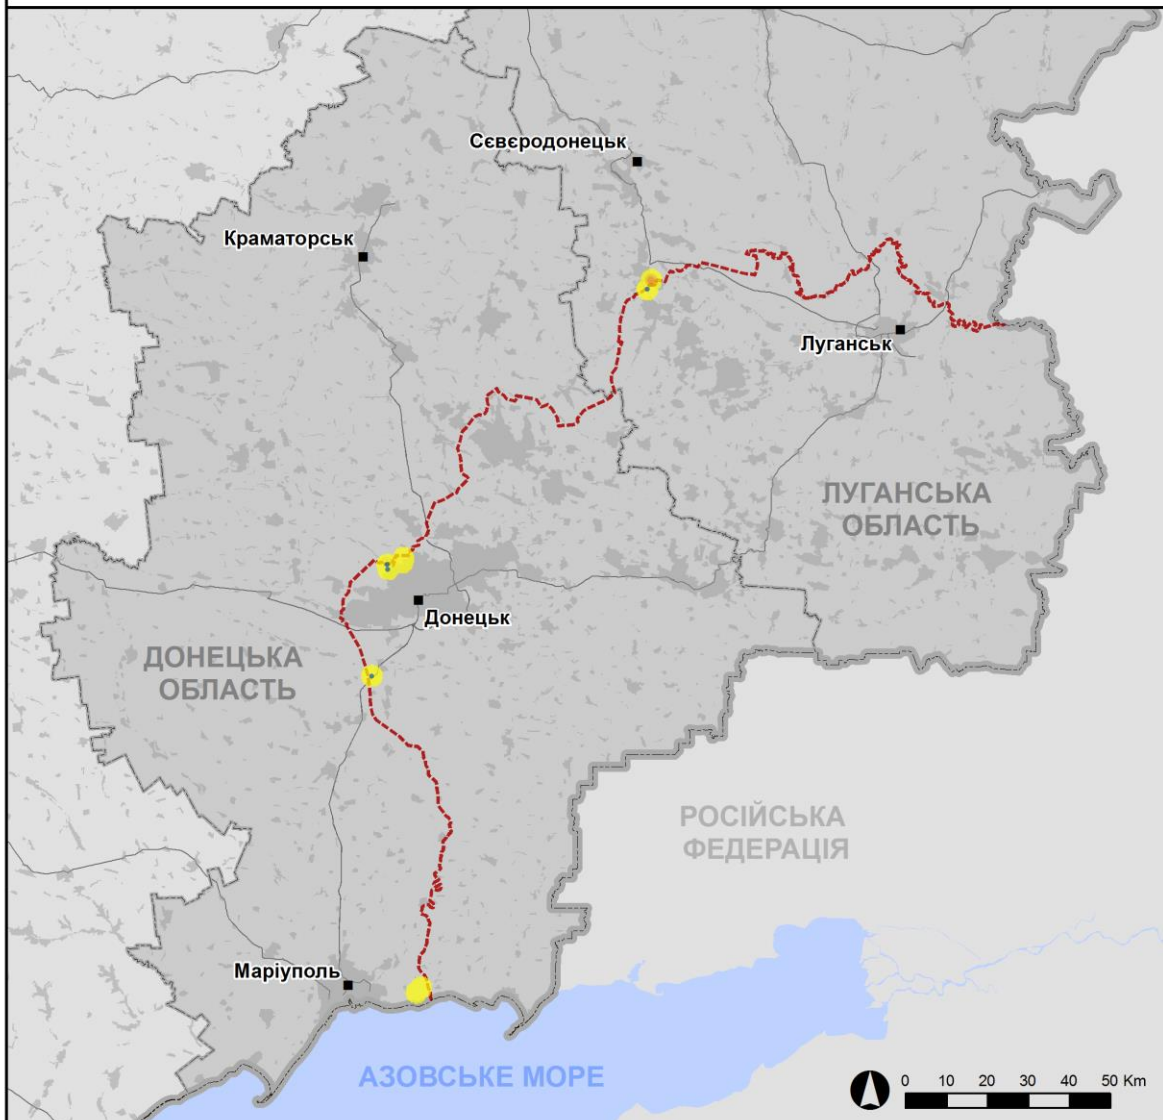 Сєвєродонецьк
Краматорськ
Луганськ
ЛУГАНСЬКА
ОБЛАСТЬ
Донецьк
ДОНЕЦЬКА
ОБЛАСТЬ
РОСІЙСЬКА
ФЕДЕРАЦІЯ
Маріуполь
АЗОВСЬКЕ МОРЕ
0 10 20 30 40 50 Km